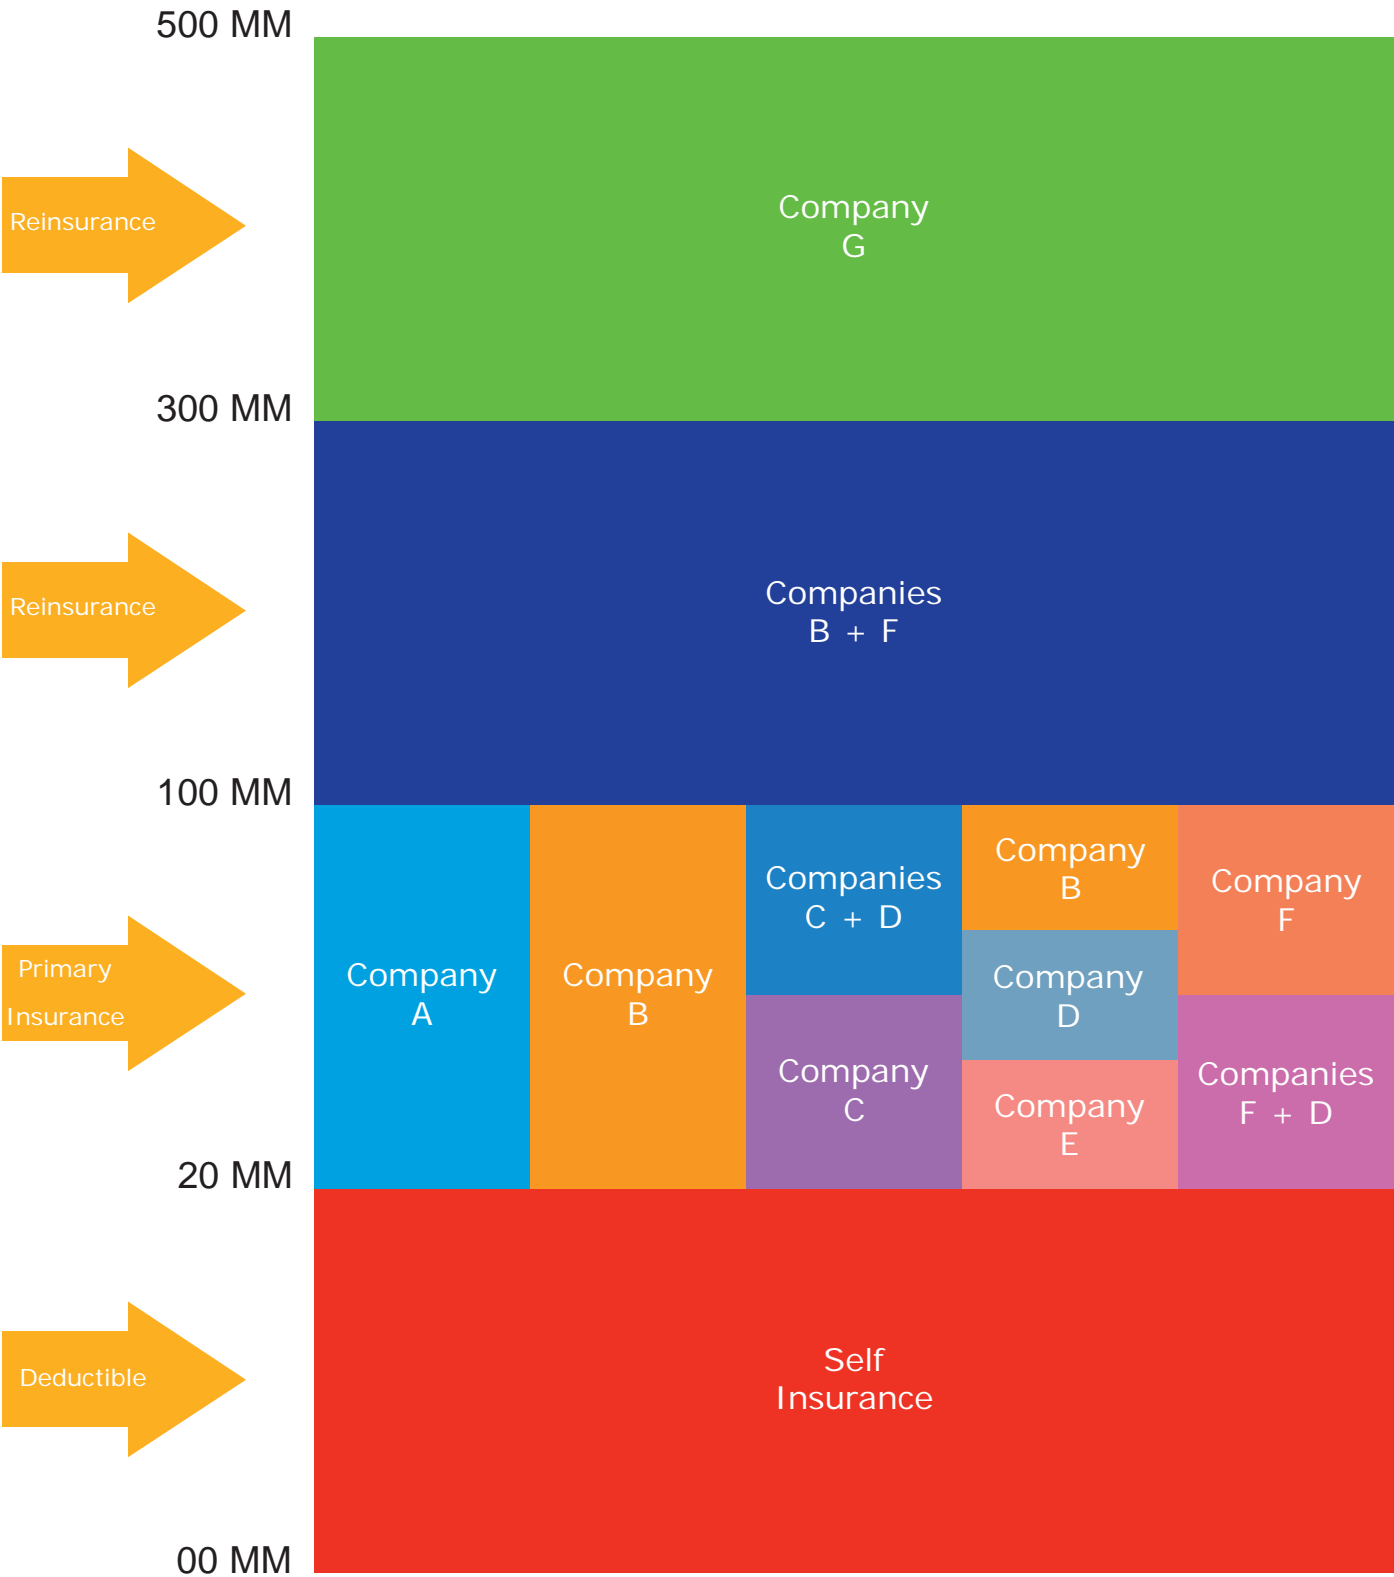 500 MM
Reinsurance
Company
G
300 MM
Reinsurance
Companies
B + F
100 MM
Primary
Insurance
Company
A
Company
B
Companies
C + D
Company
C
Company
B
Company
D
Company
E
Company
F
Companies
F + D
20 MM
Deductible
Self
Insurance
00 MM